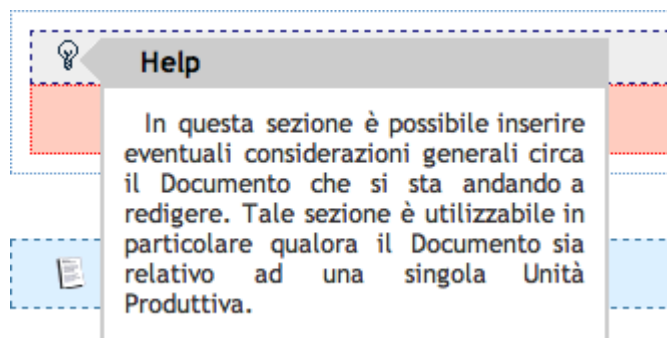 Help
In questa sezione è possibile inserire
eventuali considerazioni generali circa
il Documento che si sta andando a
redigere. Tale sezione è utilizzabile in
particolare qualora il Documento sia
relativo ad una singola Unità
Produttiva.